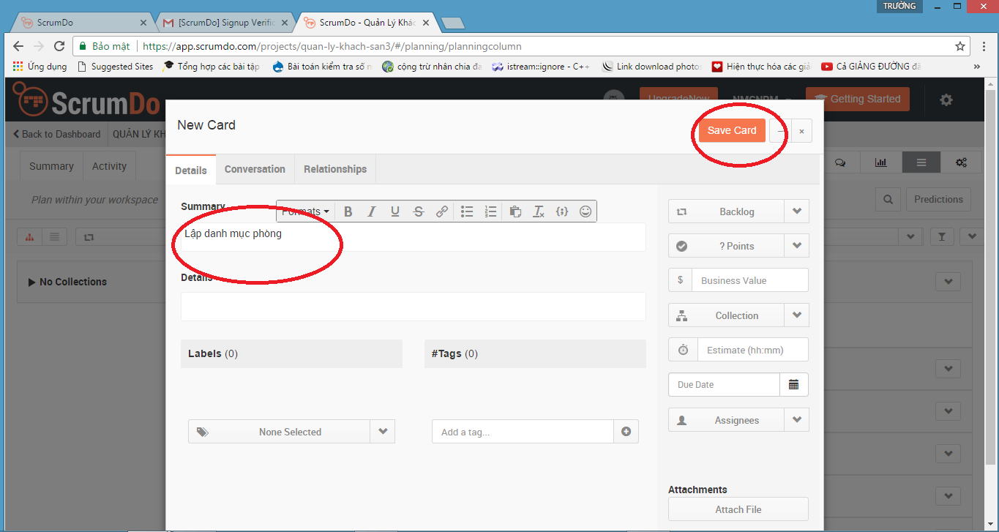 TRƯỜNG
ScrumDo
[ScrumDo] Signup Verific
ScrumDo - Quản Lý Khác
Bảo mật
https://app.scrumdo.com/projects/quan-ly-khach-san3/#/planning/planningcolumn
Ứng dụng
Suggested Sites
Tổng hợp các bài tập
Bài toán kiểm tra số n
cộng trừ nhân chia đa
istream::ignore - C++
Link download photos
Hiện thực hóa các giả
Cả GIẢNG ĐƯỜNG đã
»
ScrumDo
UpgradeNow
NMCNPM
Getting Started
Back to Dashboard
QUẢN LÝ KH
New Card
Save Card
Summary
Activity
Details
Conversation
Relationships
Plan within your workspace
Predictions
Summary
Formats
Lập danh mục phòng
Backlog
? Points
No Collections
Details
$ Business Value
Collection
Labels (0)
#Tags (0)
Estimate (hh:mm)
Due Date
None Selected
Add a tag...
Assignees
Attachments
Attach File